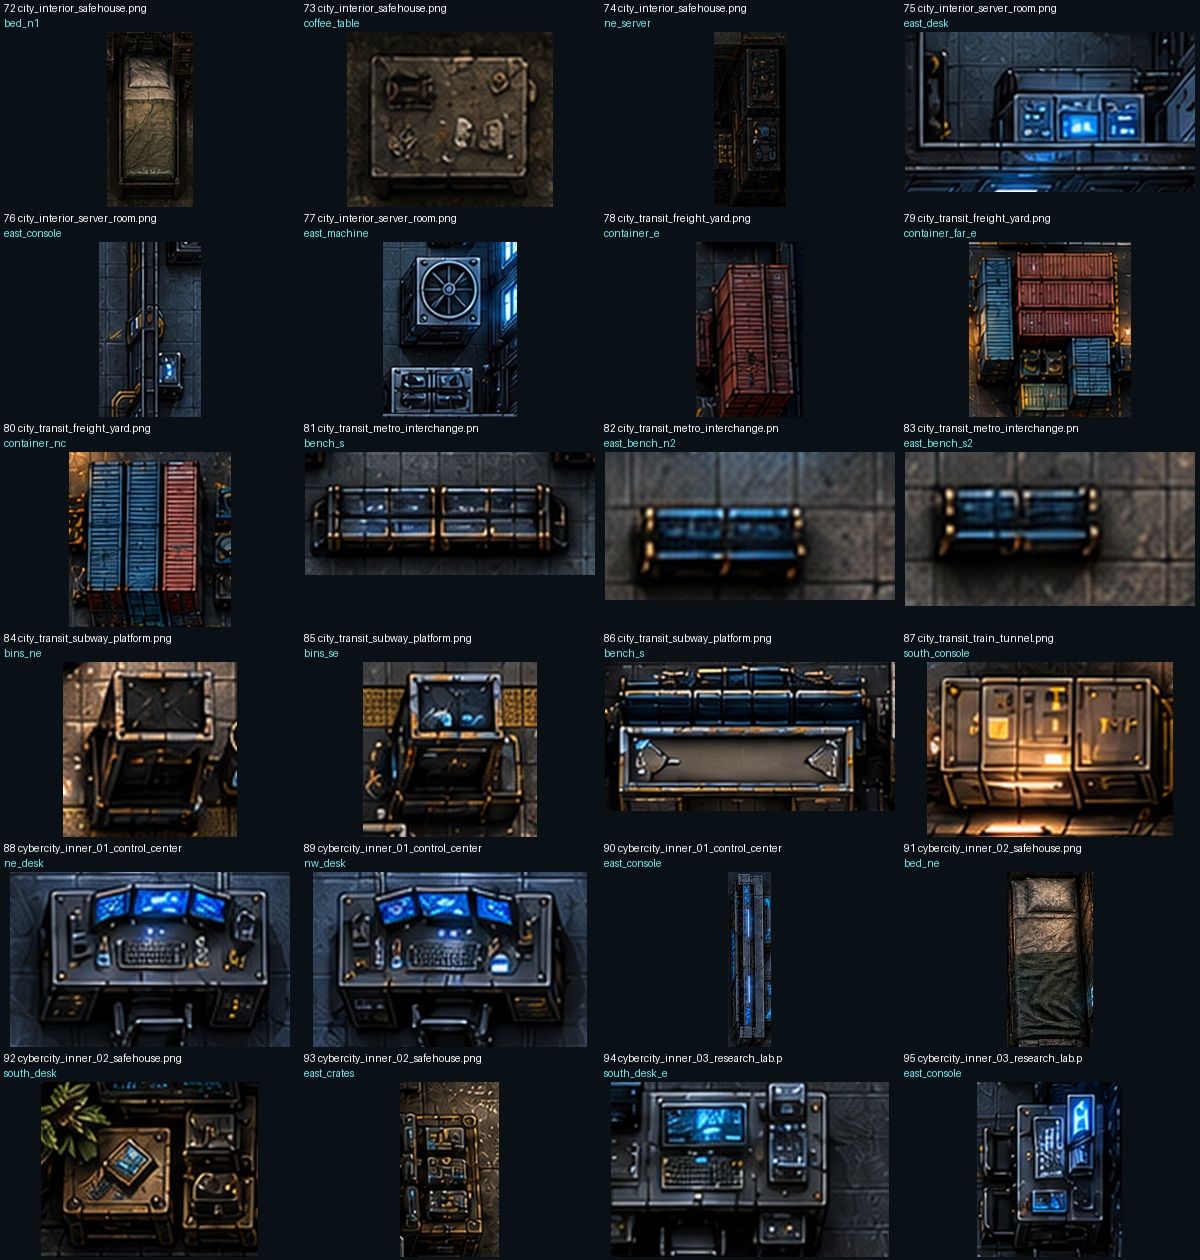 72 city_interior_safehouse.png
bed_n1
73 city_interior_safehouse.png
coffee_table
74 city_interior_safehouse.png
ne_server
75 city_interior_server_room.png
east_desk
76 city_interior_server_room.png
east_console
77 city_interior_server_room.png
east_machine
78 city_transit_freight_yard.png
container_e
79 city_transit_freight_yard.png
container_far_e
80 city_transit_freight_yard.png
container_nc
81 city_transit_metro_interchange.pn
bench_s
82 city_transit_metro_interchange.pn
east_bench_n2
83 city_transit_metro_interchange.pn
east_bench_s2
84 city_transit_subway_platform.png
bins_ne
85 city_transit_subway_platform.png
bins_se
86 city_transit_subway_platform.png
bench_s
87 city_transit_train_tunnel.png
south_console
88 cybercity_inner_01_control_center
ne_desk
89 cybercity_inner_01_control_center
nw_desk
90 cybercity_inner_01_control_center
east_console
91 cybercity_inner_02_safehouse.png
bed_ne
92 cybercity_inner_02_safehouse.png
south_desk
93 cybercity_inner_02_safehouse.png
east_crates
94 cybercity_inner_03_research_lab.p
south_desk_e
95 cybercity_inner_03_research_lab.p
east_console